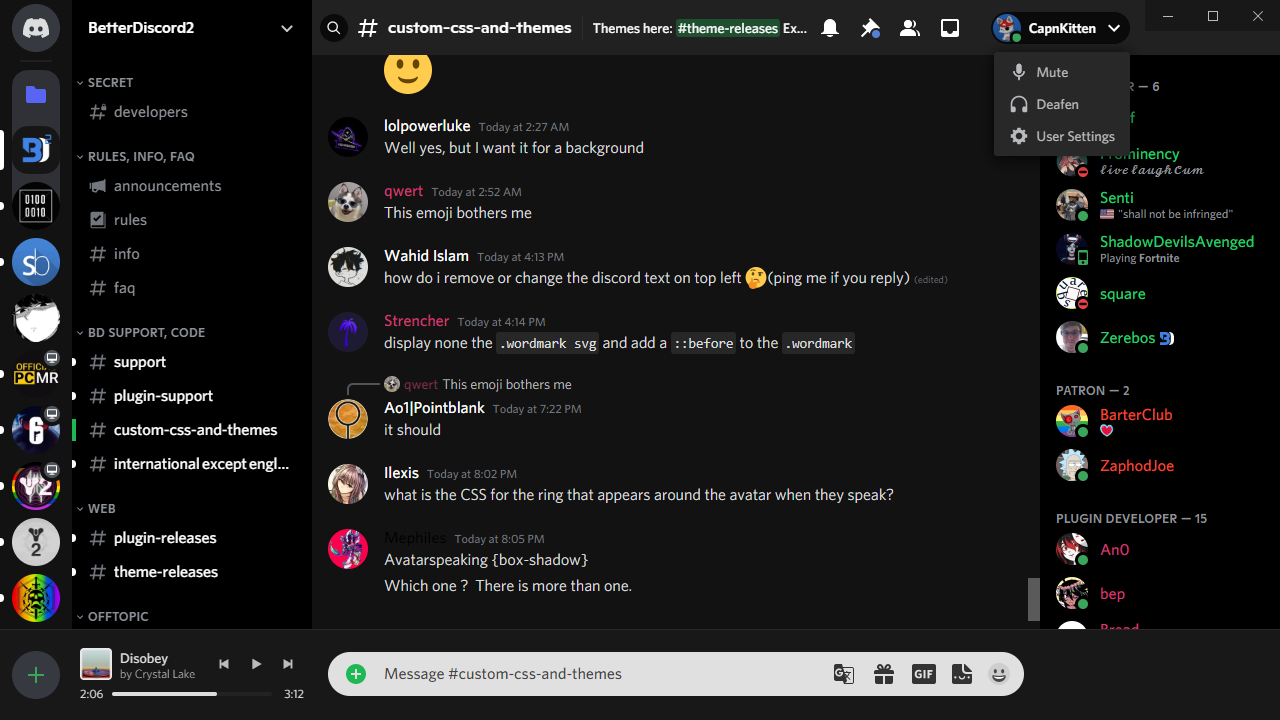 BetterDiscord2
SECRET
developers
RULES, INFO, FAQ
announcements
rules
info
faq
BD SUPPORT, CODE
support
plugin-support
custom-css-and-themes
international except engl...
WEB
plugin-releases
theme-releases
OFFTOPIC
2
0100
0010
OFFICI
PCMR
Disobey
by Crystal Lake
2:06
3:12
# custom-css-and-themes
Themes here: #theme-releases Ex...
CapnKitten
Mute
Deafen
User Settings
lolpowerluke Today at 2:27 AM
Well yes, but I want it for a background
qwert Today at 2:52 AM
This emoji bothers me
Wahid Islam Today at 4:13 PM
how do i remove or change the discord text on top left 🤔(ping me if you reply) (edited)
Strencher Today at 4:14 PM
display none the .wordmark svg and add a ::before to the .wordmark
qwert This emoji bothers me
Ao1|Pointblank Today at 7:22 PM
it should
Ilexis Today at 8:02 PM
what is the CSS for the ring that appears around the avatar when they speak?
Mephiles Today at 8:05 PM
Avatarspeaking {box-shadow}
Which one ? There is more than one.
Message #custom-css-and-themes
GIF
R — 6
f
Prominency
𝓵𝓲𝓿𝓮 𝓵𝓪𝓾𝓰𝓱 𝓒𝓾𝓶
Senti
🇺🇸 "shall not be infringed"
ShadowDevilsAvenged
Playing Fortnite
square
Zerebos
PATRON — 2
BarterClub
ZaphodJoe
PLUGIN DEVELOPER — 15
An0
bep
Bread